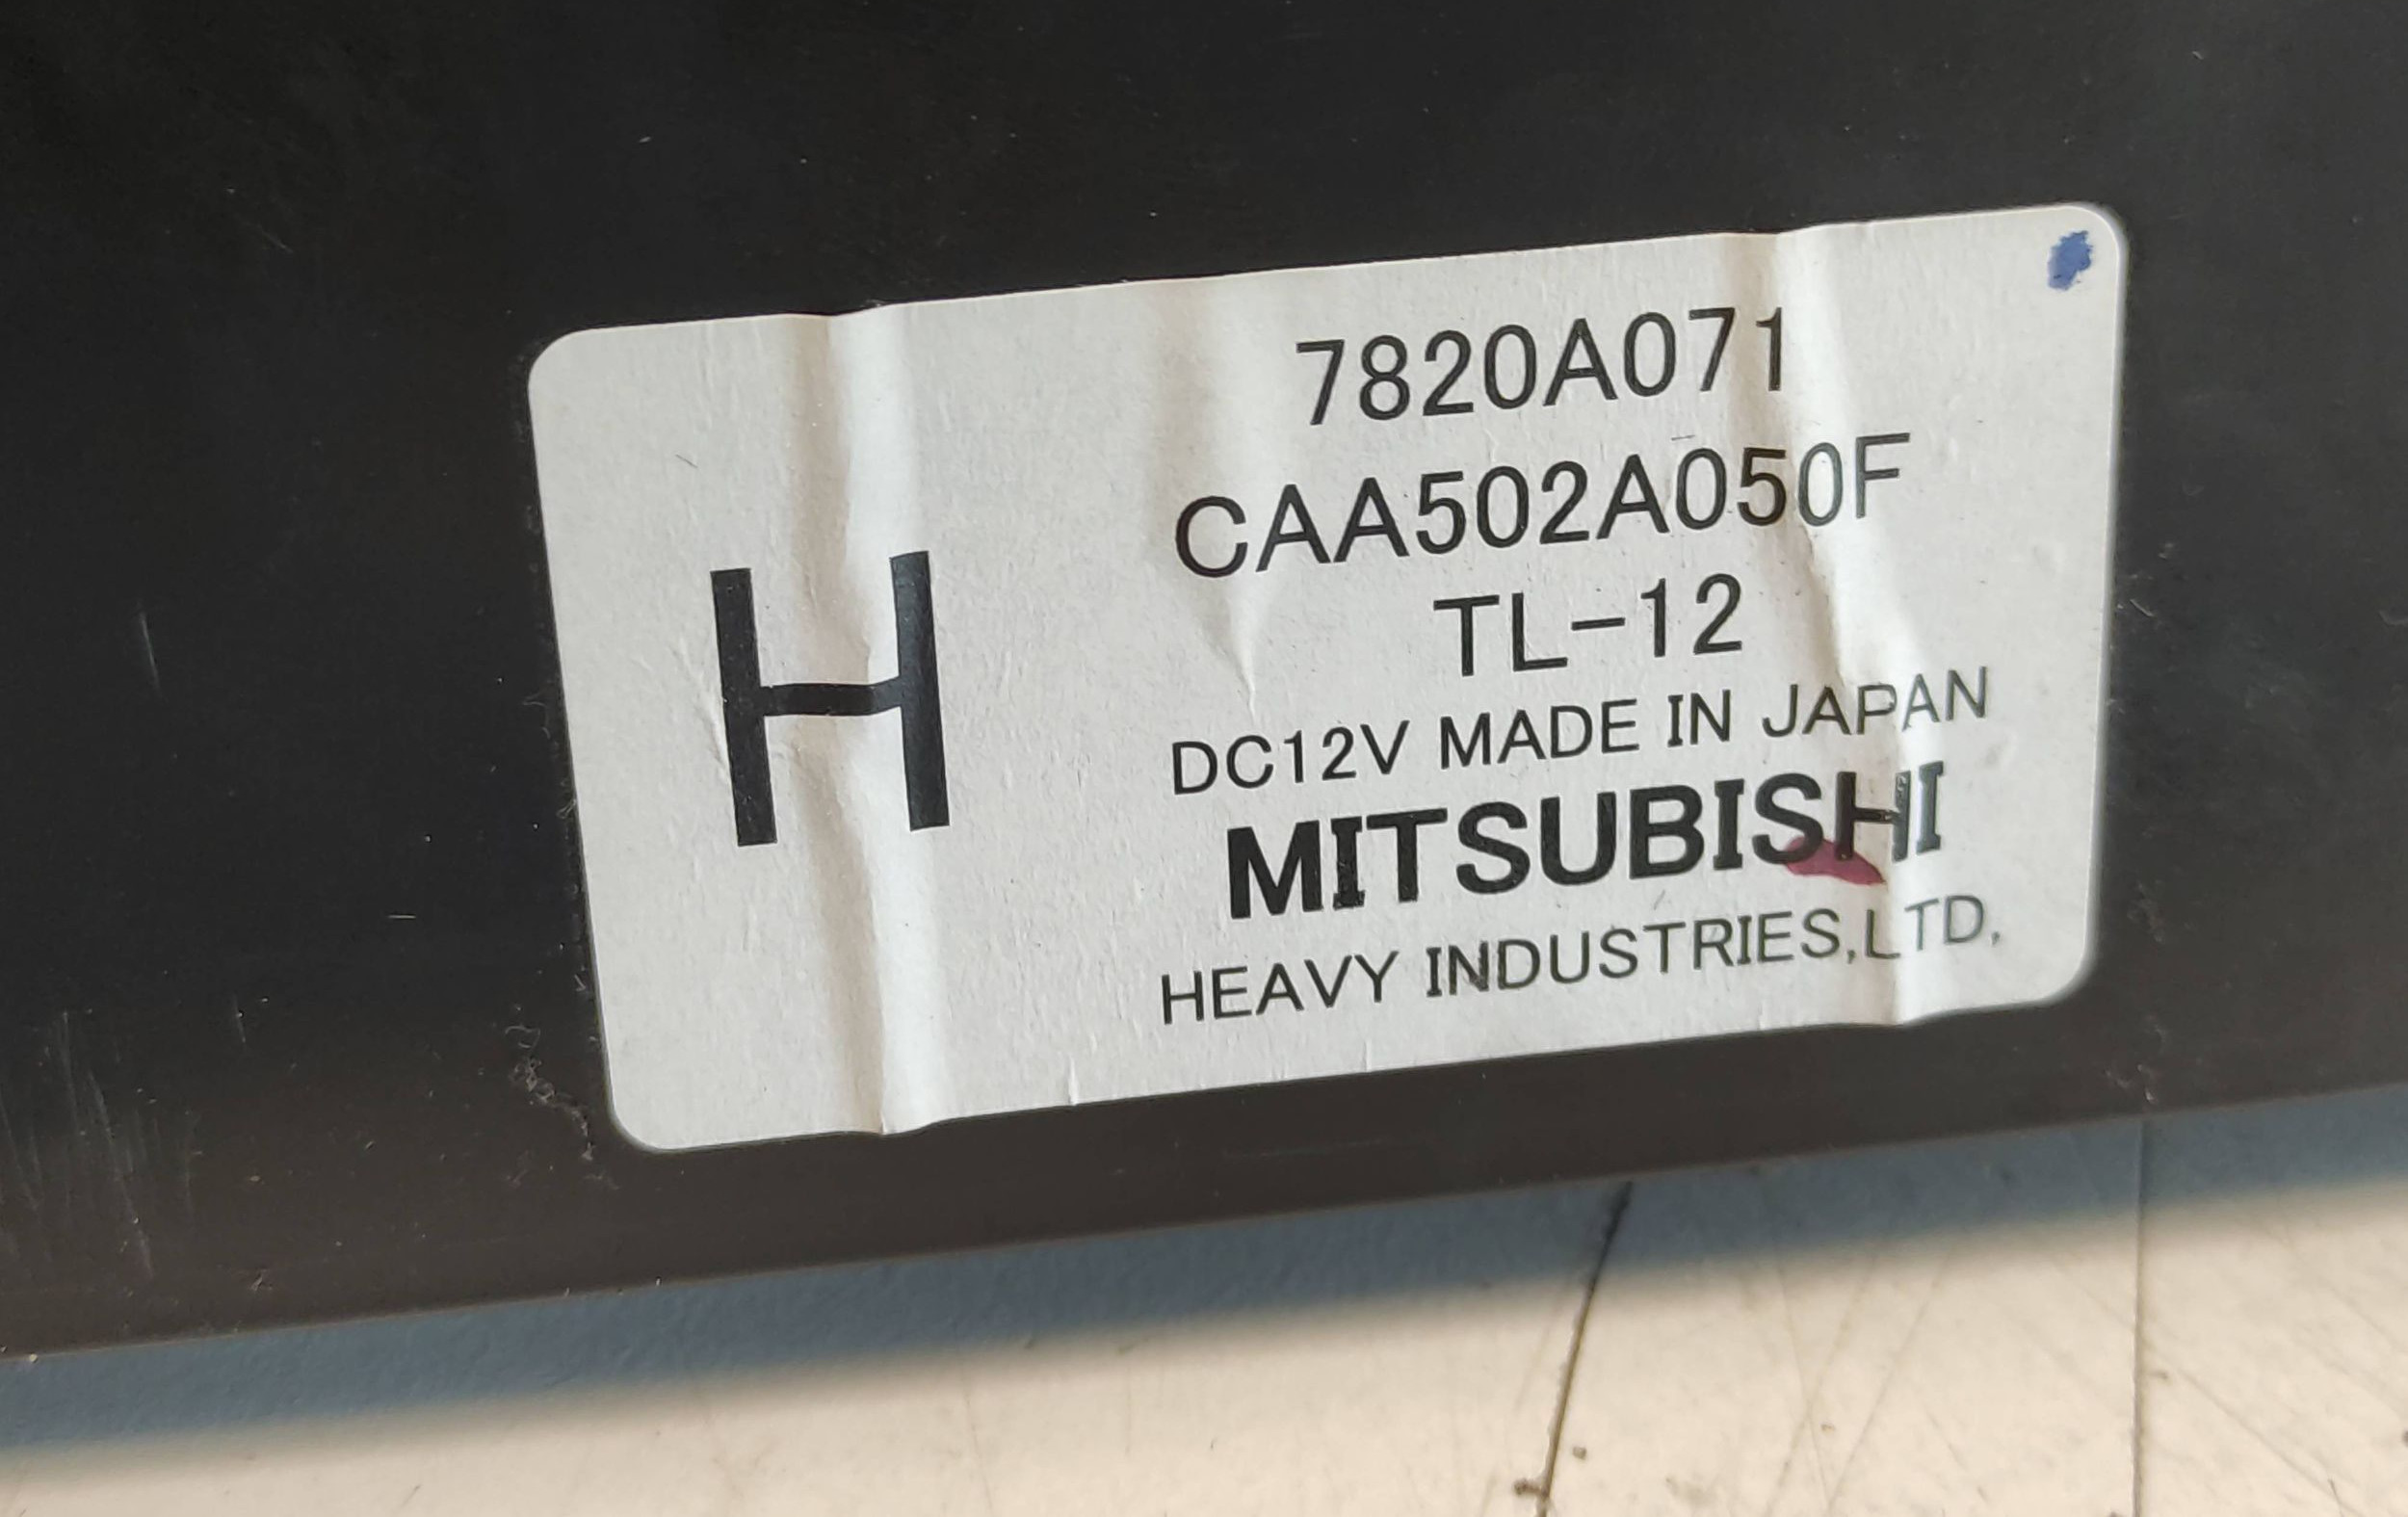 7820A071
CAA502A050F
TL-12
H
DC12V MADE IN JAPAN
MITSUBISHI
HEAVY INDUSTRIES,LTD,